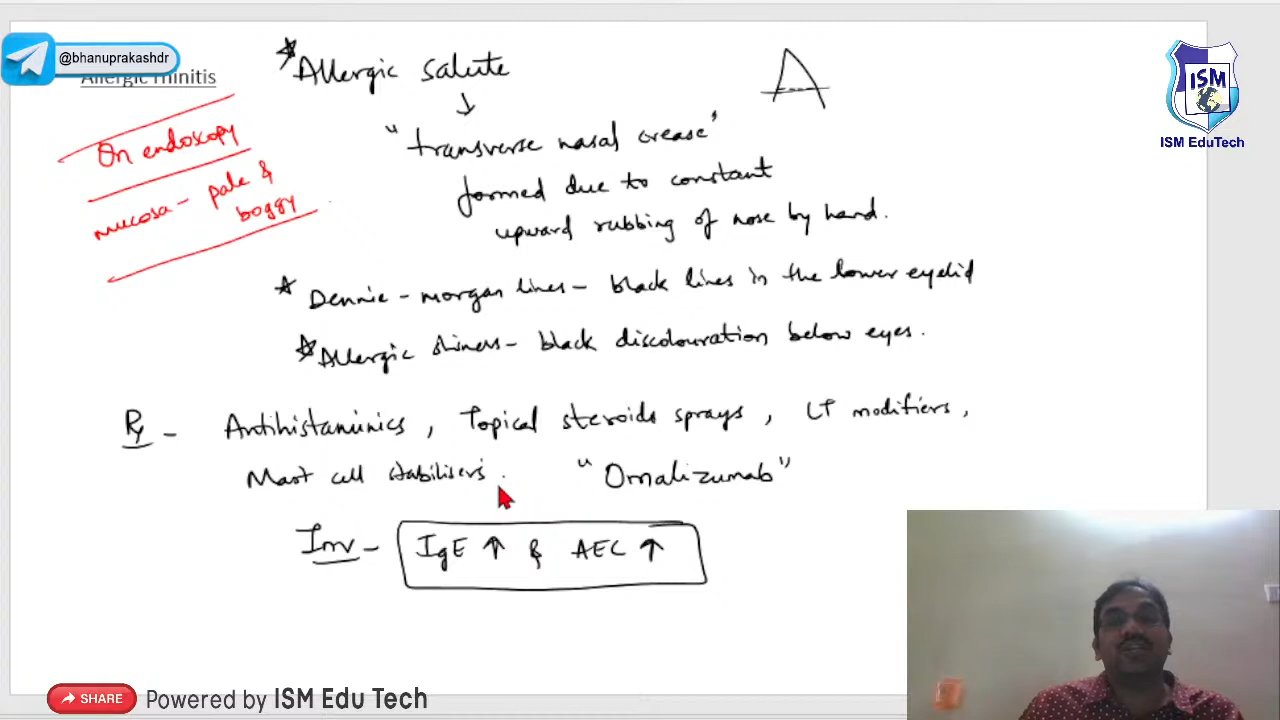 @bhanuprakashdr
Allergic rhinitis
On endoscopy
mucosa - pale &
boggy
Allergic salute
↓
"transverse nasal crease"
formed due to constant
upward rubbing of nose by hand.
Dennie - morgan lines - black lines in the lower eyelid
Allergic shiners - black discolouration below eyes.
Rx - Antihistaminics, Topical steroids sprays, LT modifiers,
Mast cell stabilisers. "Omalizumab"
Inv - IgE ↑ & AEC ↑
ISM
ISM EduTech
SHARE Powered by ISM Edu Tech